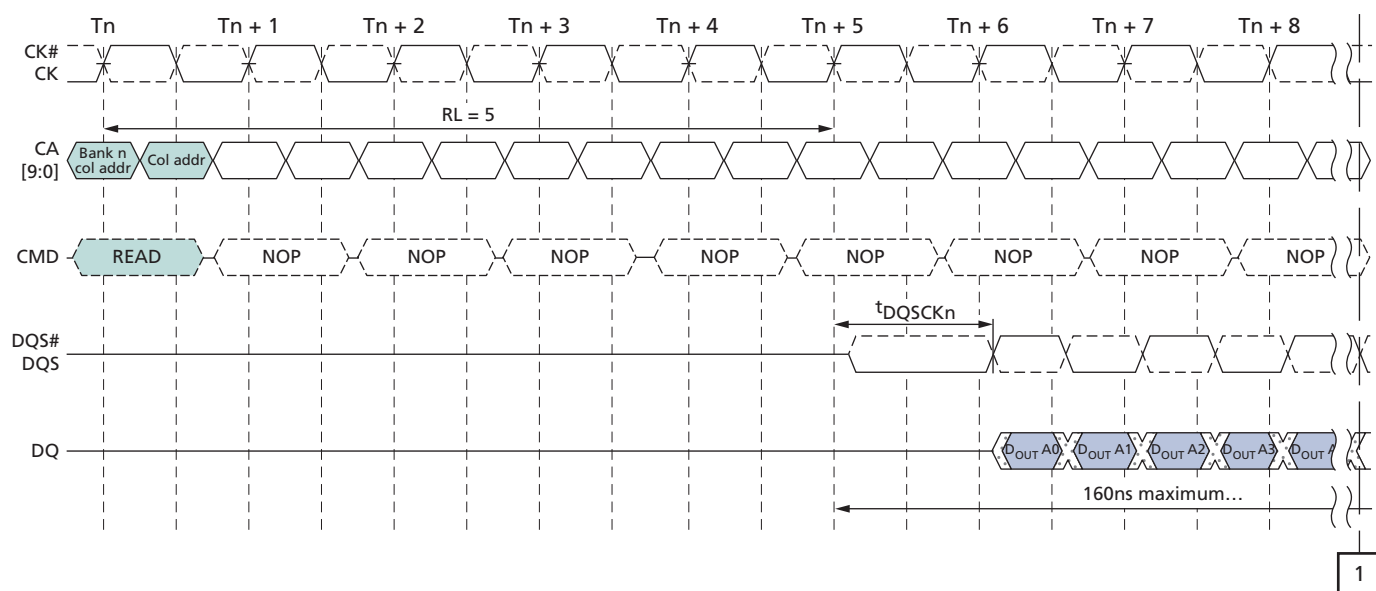 Tn Tn + 1 Tn + 2 Tn + 3 Tn + 4 Tn + 5 Tn + 6 Tn + 7 Tn + 8
CK#
CK
RL = 5
CA
[9:0]
Bank n
col addr
Col addr
CMD READ NOP NOP NOP NOP NOP NOP NOP NOP
tDQSCKn
DQS#
DQS
DQ DOUT A0 DOUT A1 DOUT A2 DOUT A3 DOUT A
160ns maximum…
1